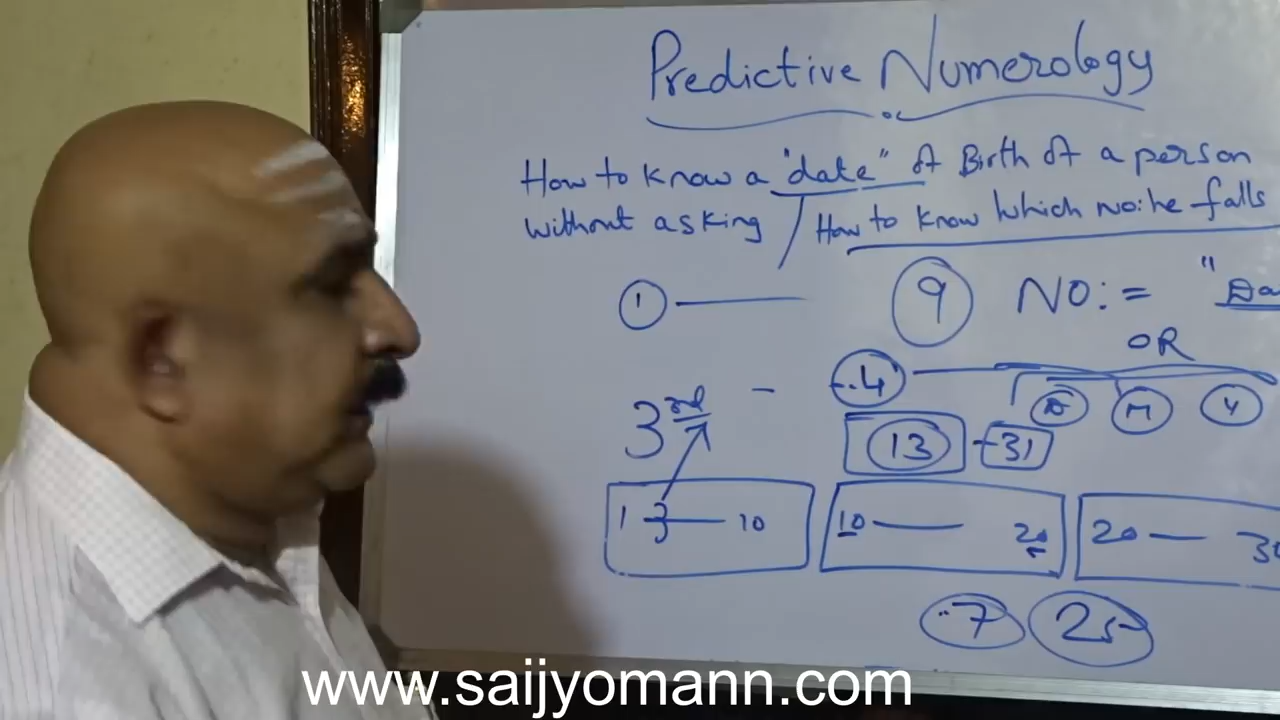 Predictive Numerology
How to know a "date" of Birth of a person
without asking / How to know which no: he falls
1 9 NO: = "Da
OR
3rd - 4 D M Y
13 - 31
1 3 10 10 20 20 30
7 25
www.saijyomann.com